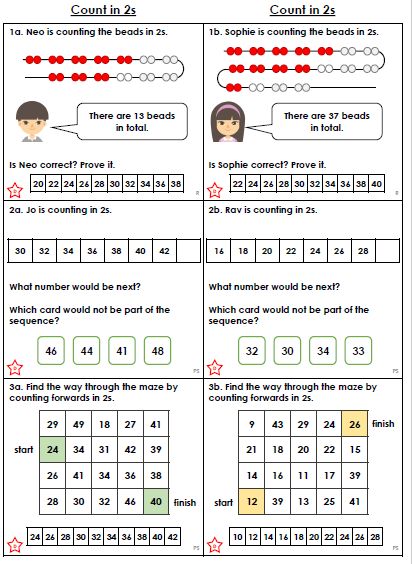 Count in 2s
1a. Neo is counting the beads in 2s.
There are 13 beads
in total.
Is Neo correct? Prove it.
20 22 24 26 28 30 32 34 36 38
R
2a. Jo is counting in 2s.
30 32 34 36 38 40 42
What number would be next?
Which card would not be part of the
sequence?
46 44 41 48
PS
3a. Find the way through the maze by
counting forwards in 2s.
29 49 18 27 41
start 24 34 31 42 39
26 41 34 36 38
28 30 32 46 40 finish
24 26 28 30 32 34 36 38 40 42
PS
Count in 2s
1b. Sophie is counting the beads in 2s.
There are 37 beads
in total.
Is Sophie correct? Prove it.
22 24 26 28 30 32 34 36 38 40
R
2b. Rav is counting in 2s.
16 18 20 22 24 26 28
What number would be next?
Which card would not be part of the
sequence?
32 30 34 33
PS
3b. Find the way through the maze by
counting forwards in 2s.
9 43 29 24 26 finish
21 18 20 22 15
14 16 11 17 39
start 12 39 13 25 41
10 12 14 16 18 20 22 24 26 28
PS